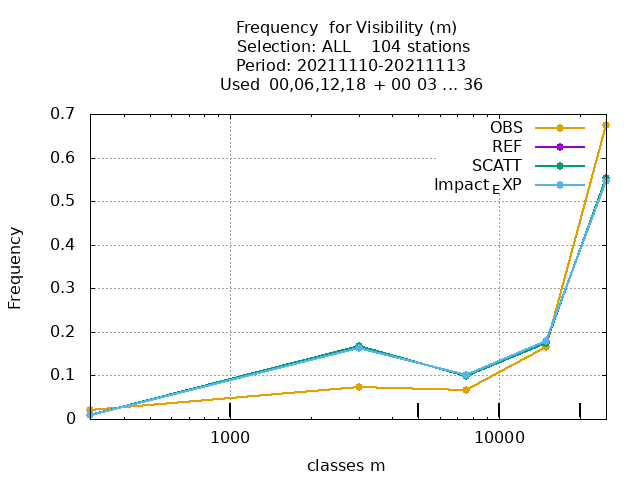 Frequency  for Visibility (m)
Selection: ALL    104 stations
Period: 20211110-20211113
Used  00,06,12,18  + 00 03 ... 36
OBS
REF
SCATT
Impact_EXP
Frequency
0.7
0.6
0.5
0.4
0.3
0.2
0.1
0
1000
10000
classes m